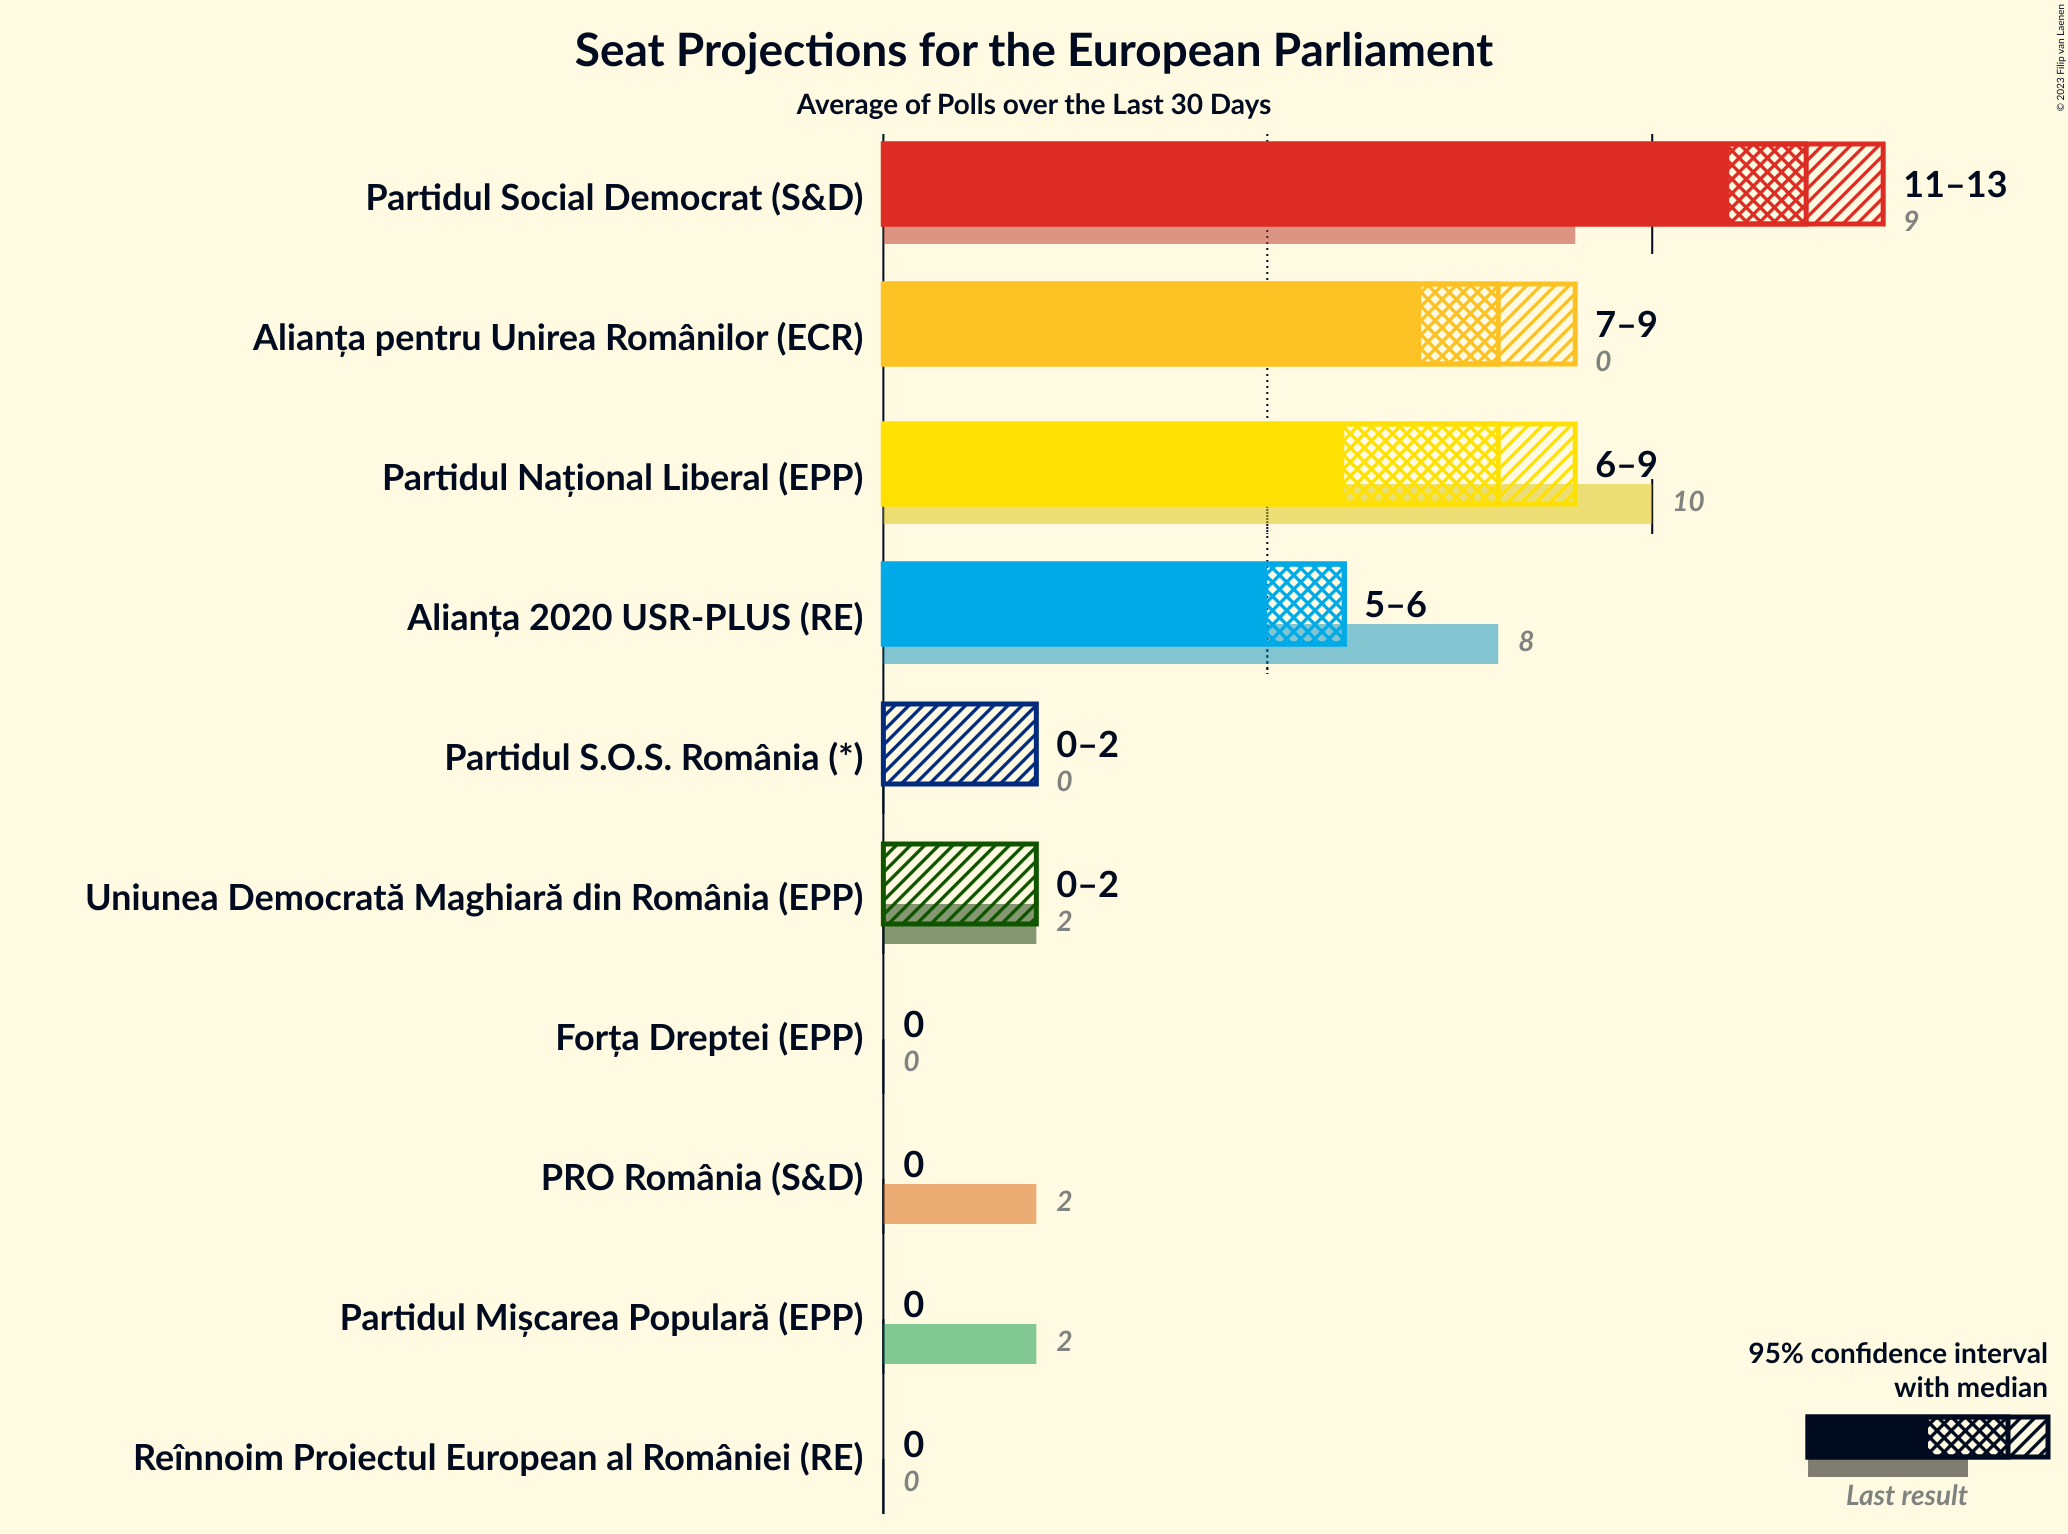 Seat Projections for the European Parliament
Average of Polls over the Last 30 Days
© 2023 Filip van Laenen
Partidul Social Democrat (S&D)
11–13
9
Alianța pentru Unirea Românilor (ECR)
7–9
0
Partidul Național Liberal (EPP)
6–9
10
Alianța 2020 USR-PLUS (RE)
5–6
8
Partidul S.O.S. România (*)
0–2
0
Uniunea Democrată Maghiară din România (EPP)
0–2
2
Forța Dreptei (EPP)
0
0
PRO România (S&D)
0
2
Partidul Mișcarea Populară (EPP)
0
2
Reînnoim Proiectul European al României (RE)
0
0
95% confidence interval
with median
Last result